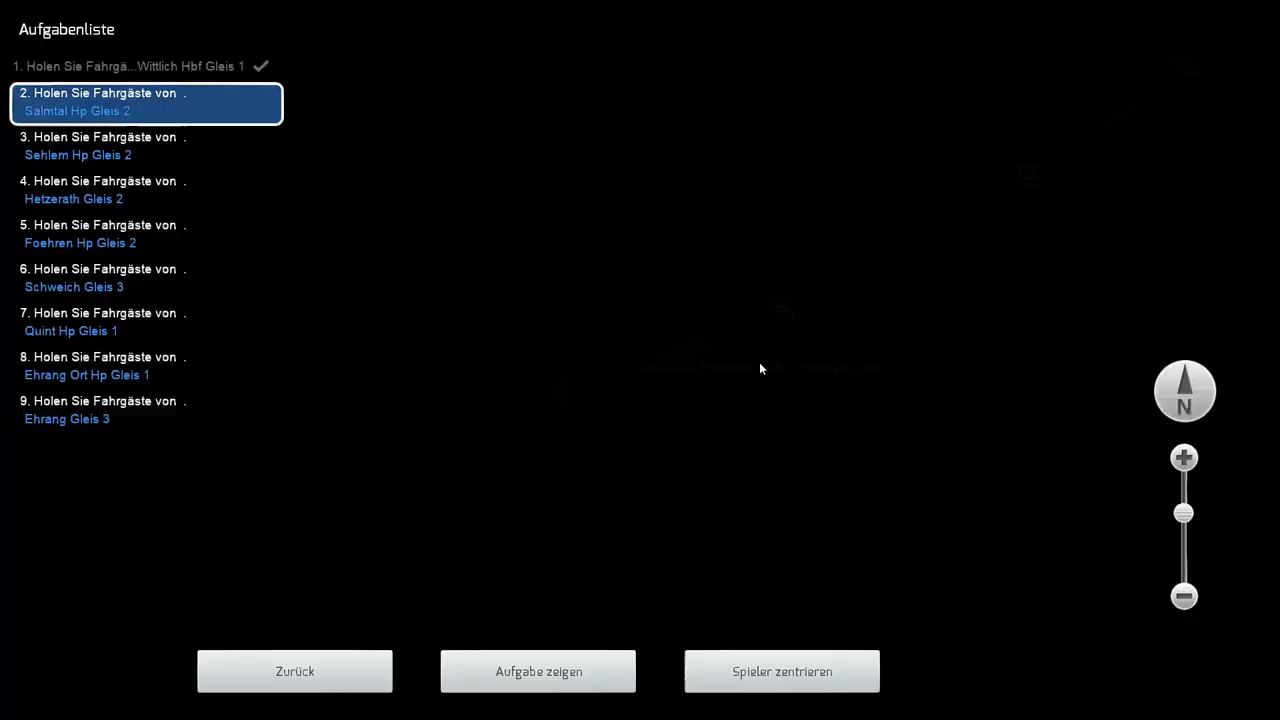 Aufgabenliste
1. Holen Sie Fahrgä...Wittlich Hbf Gleis 1
2. Holen Sie Fahrgäste von .
Salmtal Hp Gleis 2
3. Holen Sie Fahrgäste von .
Sehlem Hp Gleis 2
4. Holen Sie Fahrgäste von .
Hetzerath Gleis 2
5. Holen Sie Fahrgäste von .
Foehren Hp Gleis 2
6. Holen Sie Fahrgäste von .
Schweich Gleis 3
7. Holen Sie Fahrgäste von .
Quint Hp Gleis 1
8. Holen Sie Fahrgäste von .
Ehrang Ort Hp Gleis 1
9. Holen Sie Fahrgäste von .
Ehrang Gleis 3
N
Zurück
Aufgabe zeigen
Spieler zentrieren